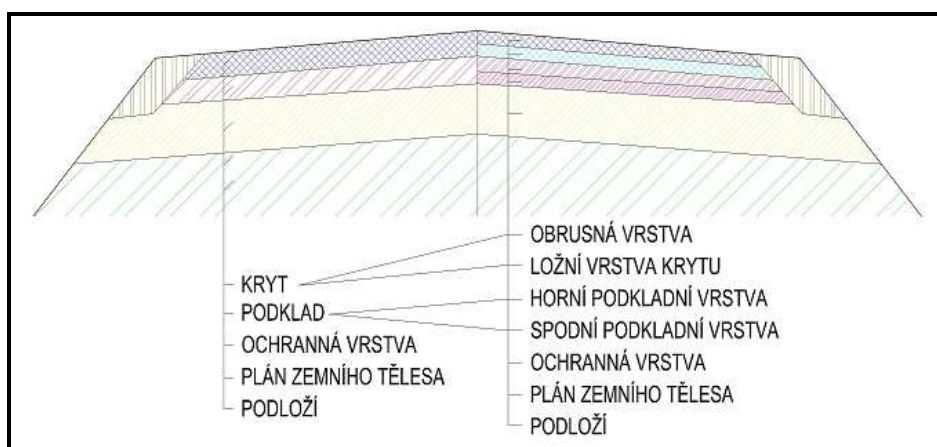 KRYT
PODKLAD
OCHRANNÁ VRSTVA
PLÁN ZEMNÍHO TĚLESA
PODLOŽÍ
OBRUSNÁ VRSTVA
LOŽNÍ VRSTVA KRYTU
HORNÍ PODKLADNÍ VRSTVA
SPODNÍ PODKLADNÍ VRSTVA
OCHRANNÁ VRSTVA
PLÁN ZEMNÍHO TĚLESA
PODLOŽÍ